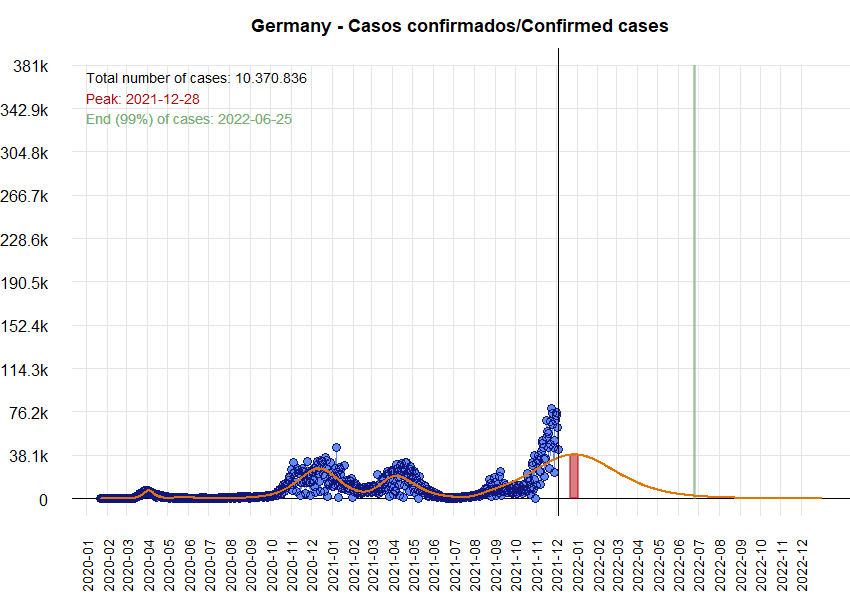 Germany - Casos confirmados/Confirmed cases
381k
Total number of cases: 10.370.836
Peak: 2021-12-28
342.9k
End (99%) of cases: 2022-06-25
304.8k
266.7k
228.6k
190.5k
152.4k
114.3k
76.2k
38.1k
0
2020-01
2020-02
2020-03
2020-04
2020-05
2020-06
2020-07
2020-08
2020-09
2020-10
2020-11
2020-12
2021-01
2021-02
2021-03
2021-04
2021-05
2021-06
2021-07
2021-08
2021-09
2021-10
2021-11
2021-12
2022-01
2022-02
2022-03
2022-04
2022-05
2022-06
2022-07
2022-08
2022-09
2022-10
2022-11
2022-12